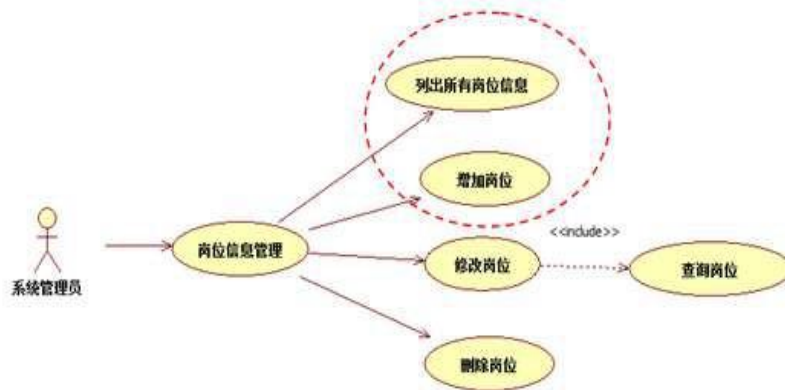 列出所有岗位信息
增加岗位
<<include>>
岗位信息管理
修改岗位
查询岗位
系统管理员
删除岗位